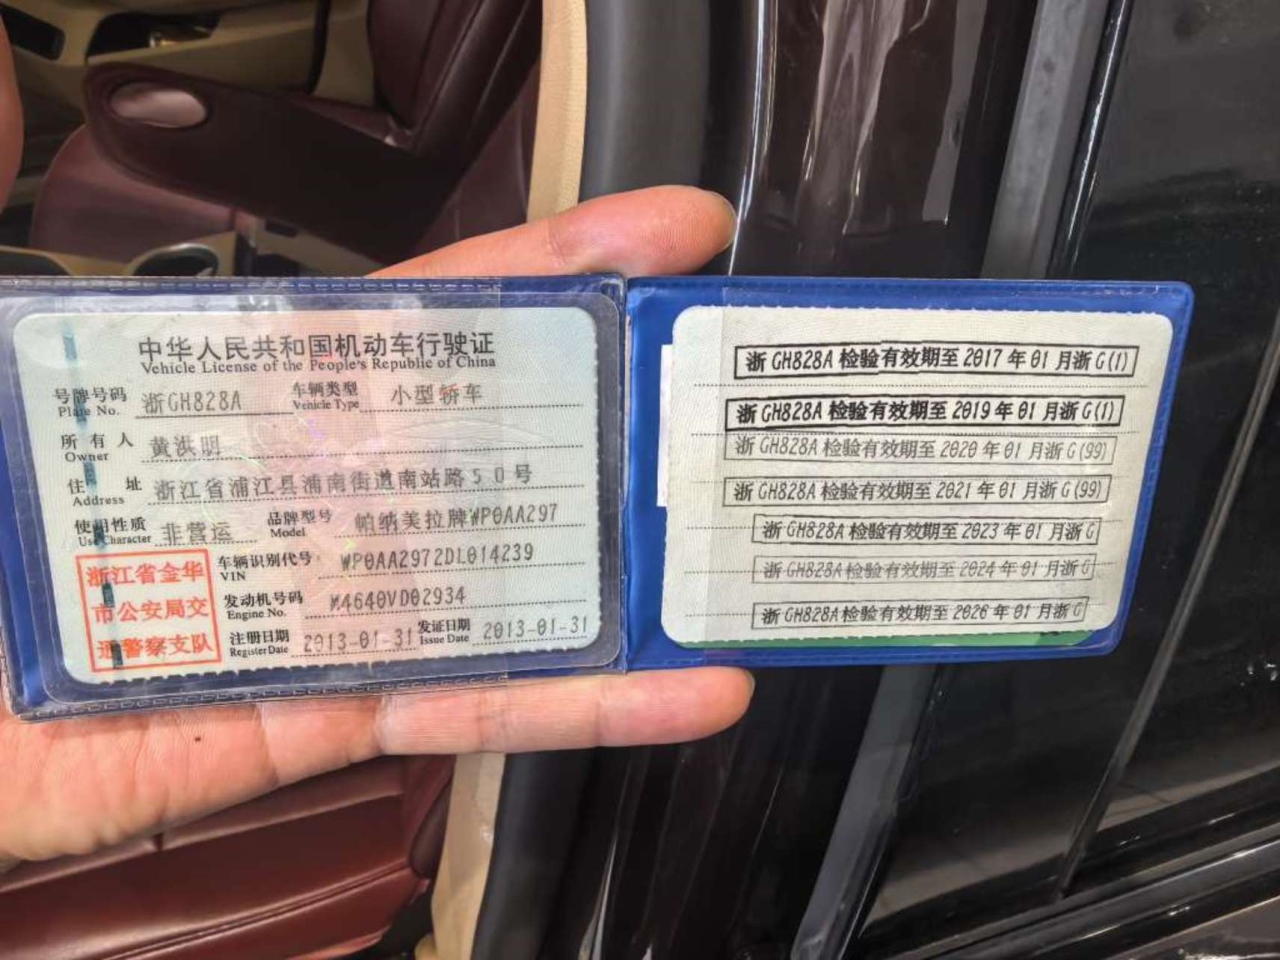 中华人民共和国机动车行驶证
Vehicle License of the People's Republic of China
号牌号码 浙GH828A 车辆类型 小型轿车
Plate No. Vehicle Type
所有人 黄洪明
Owner
住址 浙江省浦江县浦南街道南站路50号
Address
使用性质 非营运 品牌型号 帕纳美拉牌WP0AA297
Use Character Model
浙江省金华
市公安局交
通警察支队
车辆识别代号 WP0AA2972DL014239
VIN
发动机号码 M4640VD02934
Engine No.
注册日期 2013-01-31 发证日期 2013-01-31
Register Date Issue Date
浙GH828A检验有效期至2017年01月浙G(1)
浙GH828A检验有效期至2019年01月浙G(1)
浙GH828A检验有效期至2020年01月浙G(99)
浙GH828A检验有效期至2021年01月浙G(99)
浙GH828A检验有效期至2023年01月浙G
浙GH828A检验有效期至2024年01月浙G
浙GH828A检验有效期至2026年01月浙G